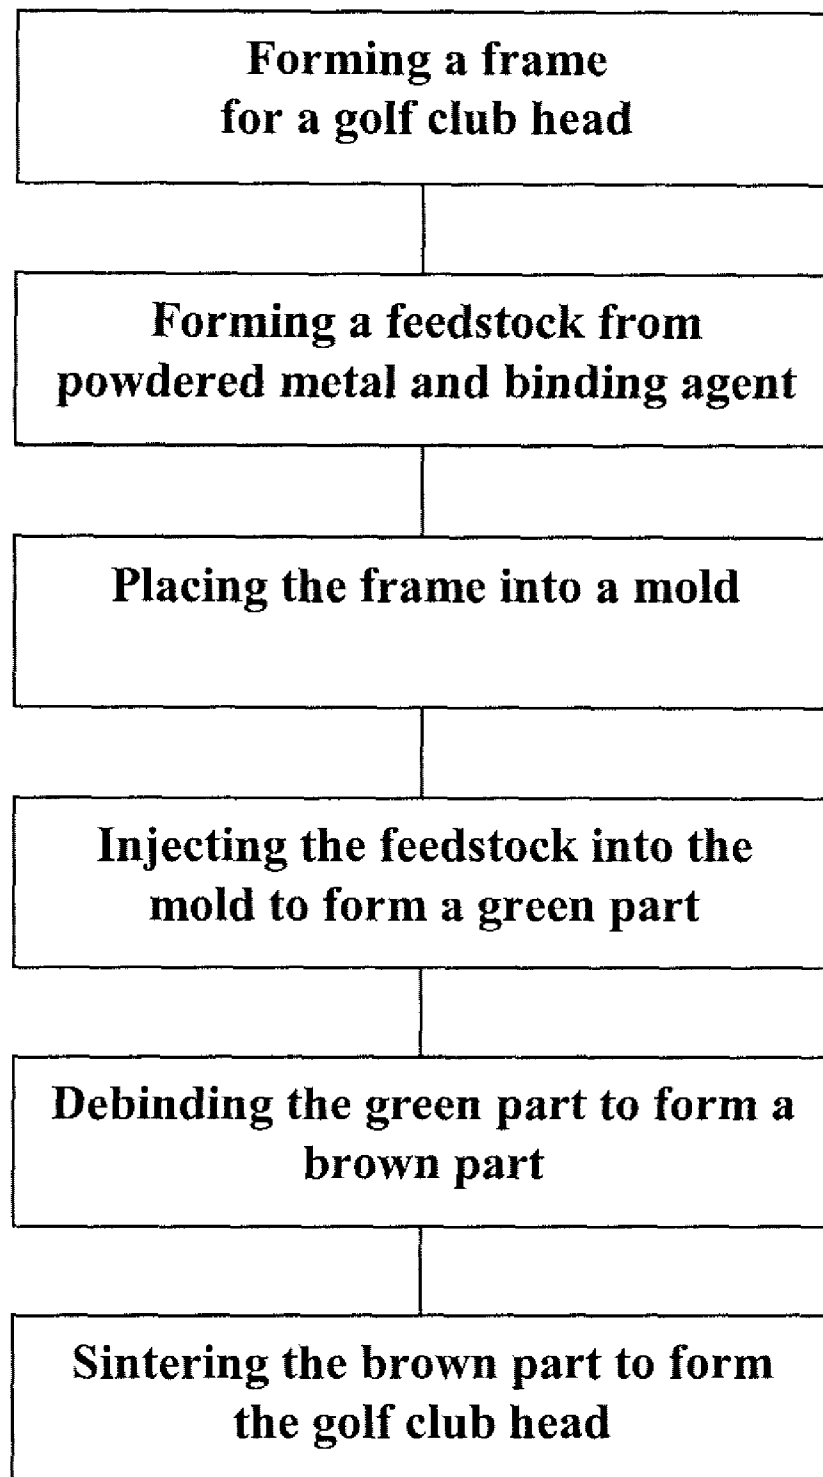 Forming a frame
for a golf club head
Forming a feedstock from
powdered metal and binding agent
Placing the frame into a mold
Injecting the feedstock into the
mold to form a green part
Debinding the green part to form a
brown part
Sintering the brown part to form
the golf club head